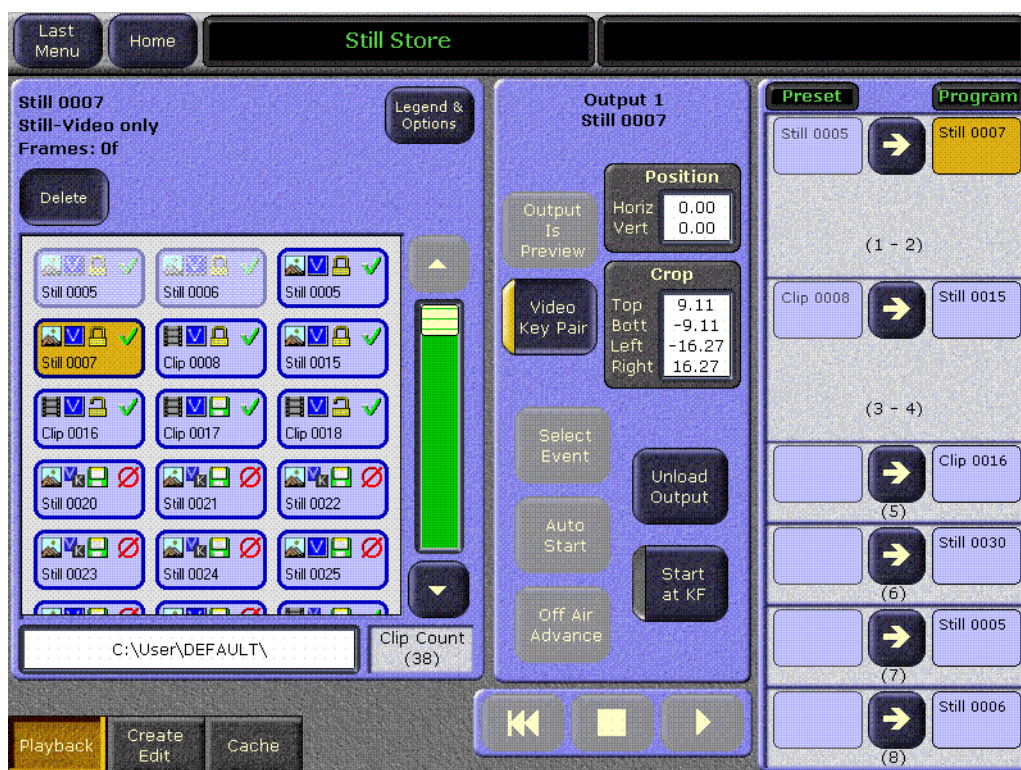 Last
Menu
Home
Still Store
Still 0007
Still-Video only
Frames: 0f
Legend &
Options
Delete
Still 0005
Still 0006
Still 0005
Still 0007
Clip 0008
Still 0015
Clip 0016
Clip 0017
Clip 0018
Still 0020
Still 0021
Still 0022
Still 0023
Still 0024
Still 0025
C:\User\DEFAULT\
Clip Count
(38)
Output 1
Still 0007
Output
Is
Preview
Video
Key Pair
Position
Horiz 0.00
Vert 0.00
Crop
Top 9.11
Bott -9.11
Left -16.27
Right 16.27
Select
Event
Auto
Start
Off Air
Advance
Unload
Output
Start
at KF
Preset
Program
Still 0005
Still 0007
(1 - 2)
Clip 0008
Still 0015
(3 - 4)
Clip 0016
(5)
Still 0030
(6)
Still 0005
(7)
Still 0006
(8)
Playback
Create
Edit
Cache